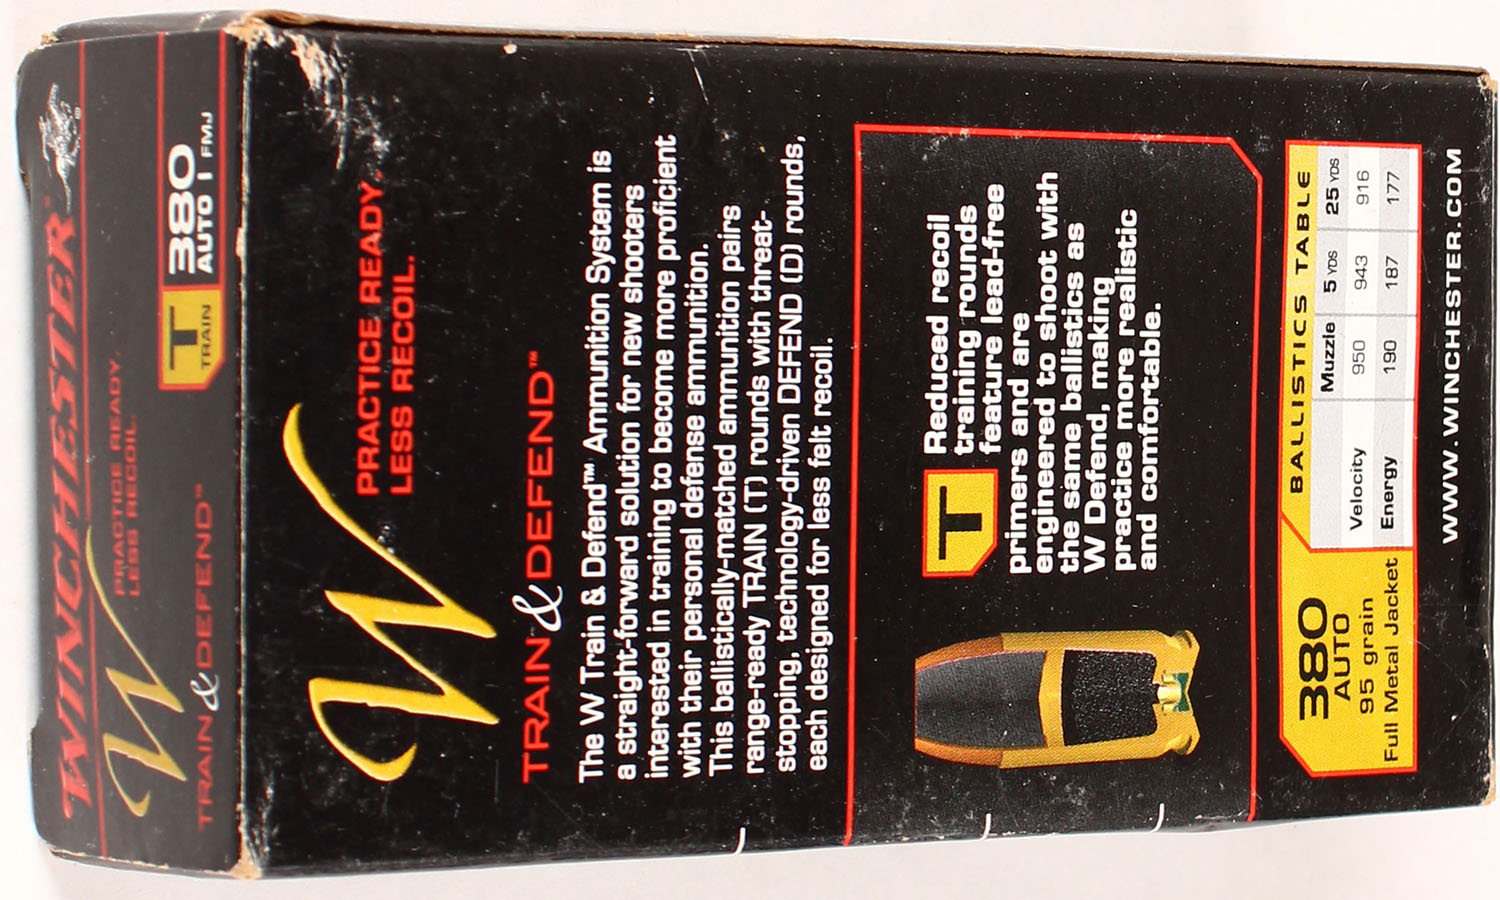 WINCHESTER
PRACTICE READY.
LESS RECOIL.
W
TRAIN & DEFEND™
T
TRAIN
380
AUTO | FMJ
W
PRACTICE READY.
LESS RECOIL.
TRAIN & DEFEND™
The W Train & Defend™ Ammunition System is
a straight-forward solution for new shooters
interested in training to become more proficient
with their personal defense ammunition.
This ballistically-matched ammunition pairs
range-ready TRAIN (T) rounds with threat-
stopping, technology-driven DEFEND (D) rounds,
each designed for less felt recoil.
T
Reduced recoil
training rounds
feature lead-free
primers and are
engineered to shoot with
the same ballistics as
W Defend, making
practice more realistic
and comfortable.
380
AUTO
95 grain
Full Metal Jacket
BALLISTICS TABLE
Muzzle 5 YDS 25 YDS
Velocity 950 943 916
Energy 190 187 177
WWW.WINCHESTER.COM